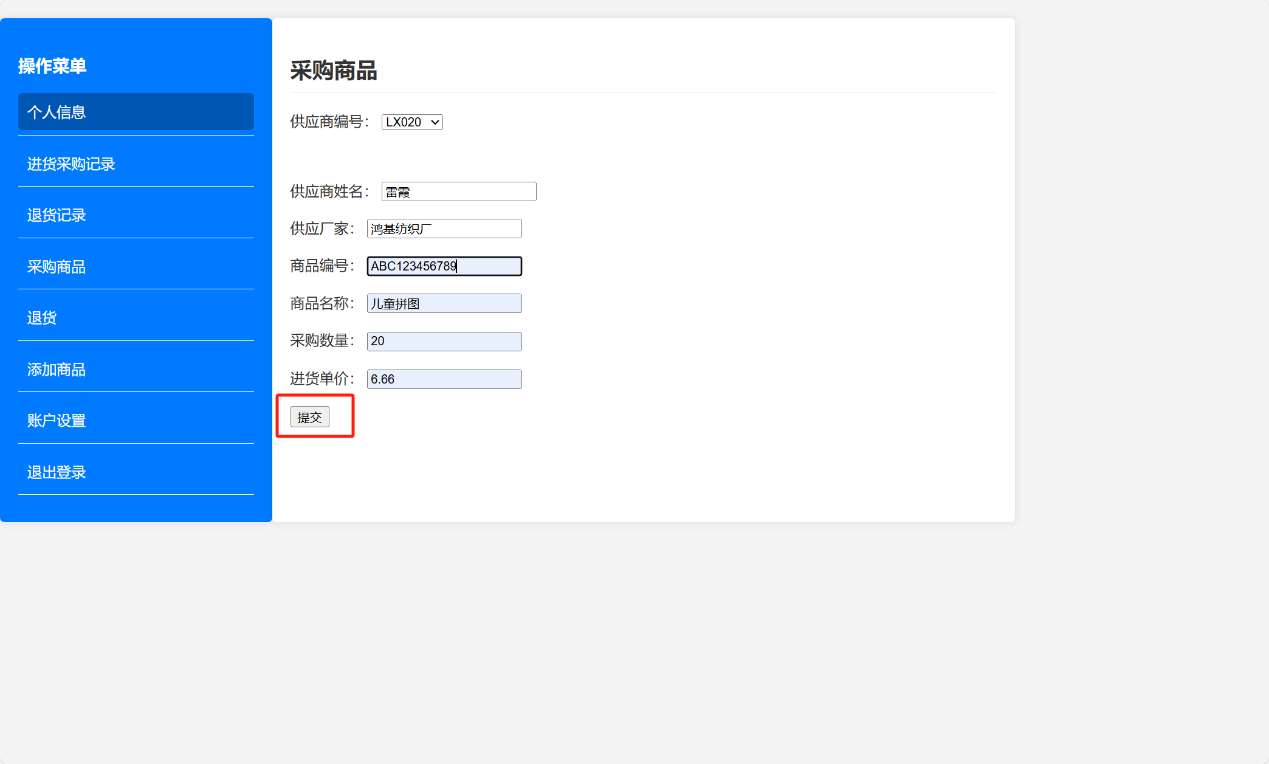 操作菜单
个人信息
进货采购记录
退货记录
采购商品
退货
添加商品
账户设置
退出登录
采购商品
供应商编号: LX020
供应商姓名: 雷霞
供应厂家: 鸿基纺织厂
商品编号: ABC123456789
商品名称: 儿童拼图
采购数量: 20
进货单价: 6.66
提交